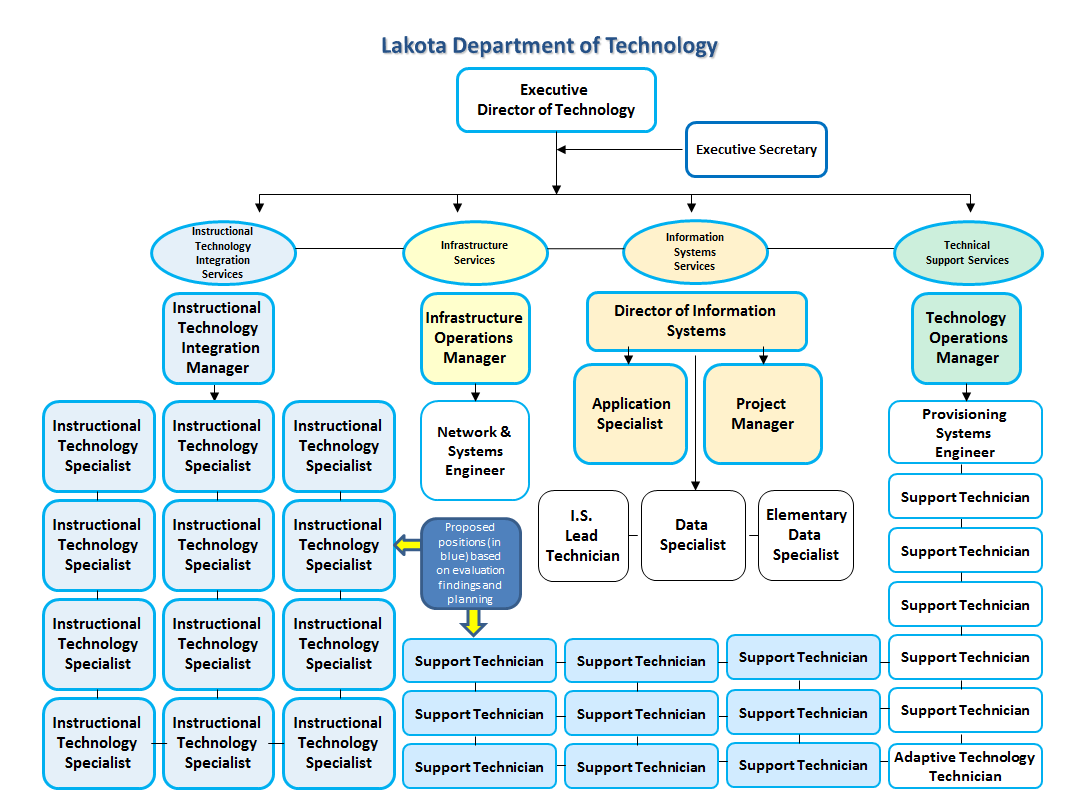 Lakota Department of Technology
Executive
Director of Technology
Executive Secretary
Instructional
Technology
Integration
Services
Infrastructure
Services
Information
Systems
Services
Technical
Support Services
Instructional
Technology
Integration
Manager
Infrastructure
Operations
Manager
Director of Information
Systems
Technology
Operations
Manager
Application
Specialist
Project
Manager
Instructional
Technology
Specialist
Instructional
Technology
Specialist
Instructional
Technology
Specialist
Network &
Systems
Engineer
Provisioning
Systems
Engineer
I.S.
Lead
Technician
Data
Specialist
Elementary
Data
Specialist
Support Technician
Support Technician
Support Technician
Instructional
Technology
Specialist
Instructional
Technology
Specialist
Instructional
Technology
Specialist
Proposed
positions (in
blue) based
on evaluation
findings and
planning
Instructional
Technology
Specialist
Instructional
Technology
Specialist
Instructional
Technology
Specialist
Support Technician
Support Technician
Support Technician
Support Technician
Support Technician
Support Technician
Support Technician
Support Technician
Instructional
Technology
Specialist
Instructional
Technology
Specialist
Instructional
Technology
Specialist
Support Technician
Support Technician
Support Technician
Adaptive Technology
Technician